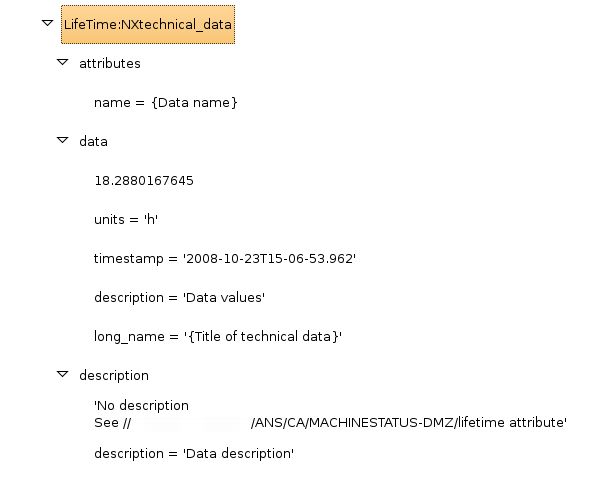 LifeTime:NXtechnical_data
attributes
name = {Data name}
data
18.2880167645
units = 'h'
timestamp = '2008-10-23T15-06-53.962'
description = 'Data values'
long_name = '{Title of technical data}'
description
'No description
See // /ANS/CA/MACHINESTATUS-DMZ/lifetime attribute'
description = 'Data description'